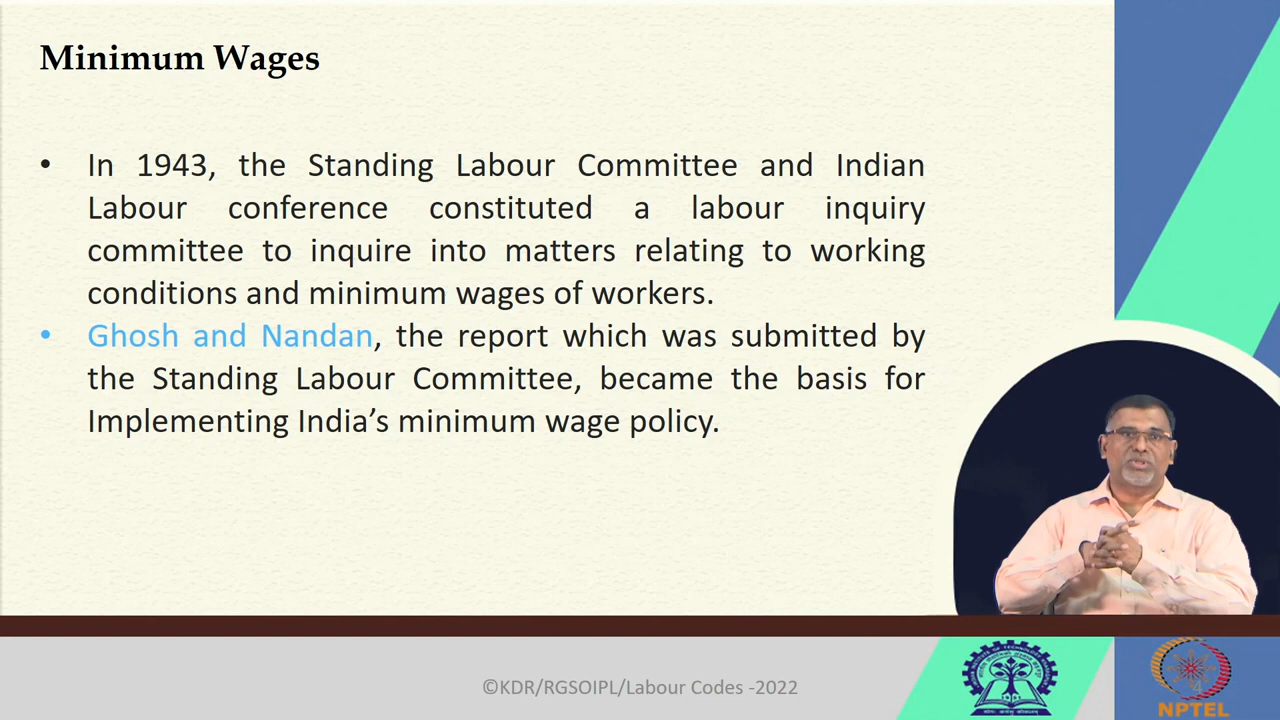 Minimum Wages
• In 1943, the Standing Labour Committee and Indian
Labour conference constituted a labour inquiry
committee to inquire into matters relating to working
conditions and minimum wages of workers.
• Ghosh and Nandan, the report which was submitted by
the Standing Labour Committee, became the basis for
Implementing India’s minimum wage policy.
©KDR/RGSOIPL/Labour Codes -2022
4
NPTEL